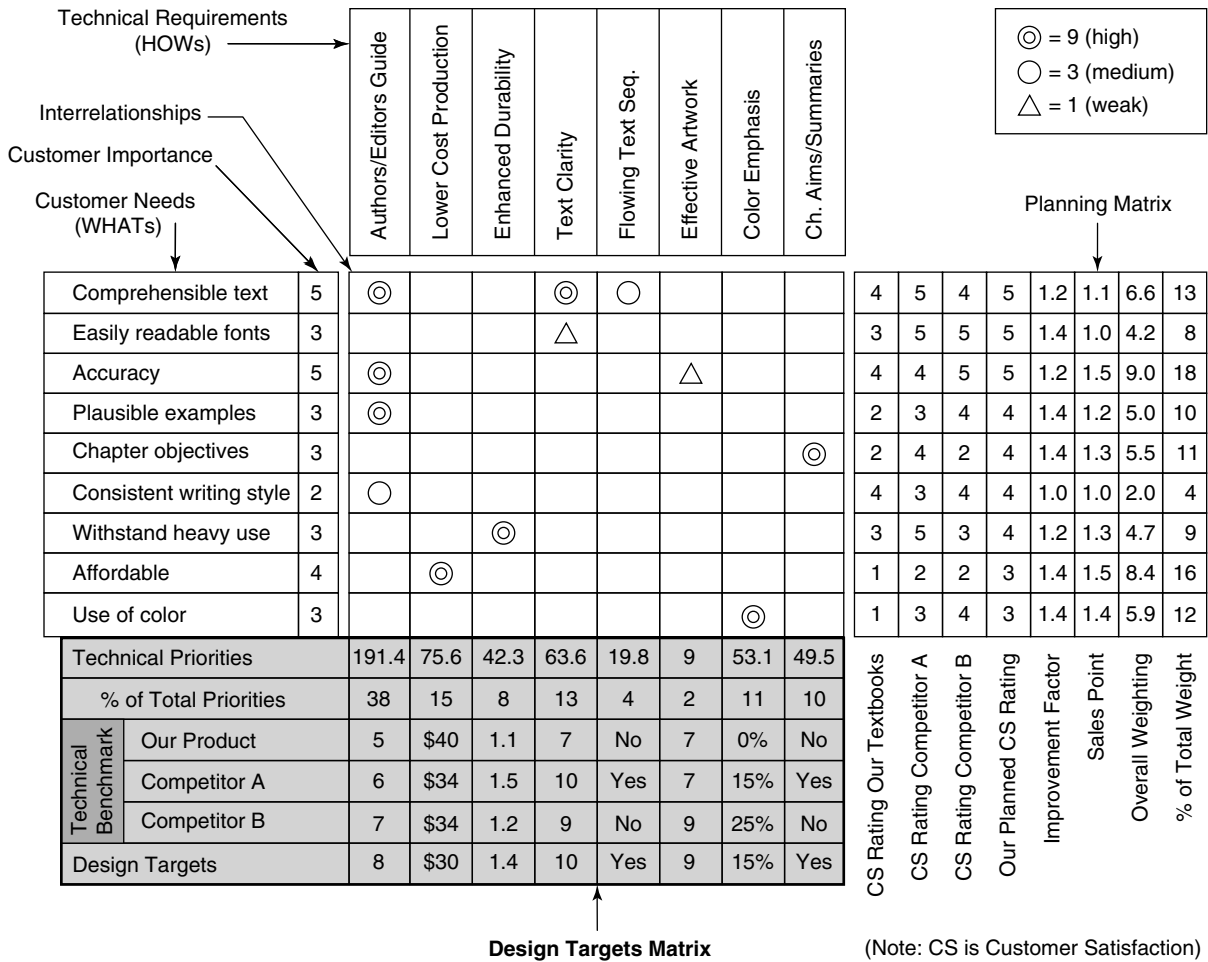 Technical Requirements
(HOWs)
Authors/Editors Guide
Lower Cost Production
Enhanced Durability
Text Clarity
Flowing Text Seq.
Effective Artwork
Color Emphasis
Ch. Aims/Summaries
◎ = 9 (high)
○ = 3 (medium)
△ = 1 (weak)
Interrelationships
Customer Importance
Customer Needs
(WHATs)
Planning Matrix
Comprehensible text 5 ◎ ◎ ○ 4 5 4 5 1.2 1.1 6.6 13
Easily readable fonts 3 △ 3 5 5 5 1.4 1.0 4.2 8
Accuracy 5 ◎ △ 4 4 5 5 1.2 1.5 9.0 18
Plausible examples 3 ◎ 2 3 4 4 1.4 1.2 5.0 10
Chapter objectives 3 ◎ 2 4 2 4 1.4 1.3 5.5 11
Consistent writing style 2 ○ 4 3 4 4 1.0 1.0 2.0 4
Withstand heavy use 3 ◎ 3 5 3 4 1.2 1.3 4.7 9
Affordable 4 ◎ 1 2 2 3 1.4 1.5 8.4 16
Use of color 3 ◎ 1 3 4 3 1.4 1.4 5.9 12
Technical Priorities 191.4 75.6 42.3 63.6 19.8 9 53.1 49.5
% of Total Priorities 38 15 8 13 4 2 11 10
Technical
Benchmark
Our Product 5 $40 1.1 7 No 7 0% No
Competitor A 6 $34 1.5 10 Yes 7 15% Yes
Competitor B 7 $34 1.2 9 No 9 25% No
Design Targets 8 $30 1.4 10 Yes 9 15% Yes
CS Rating Our Textbooks
CS Rating Competitor A
CS Rating Competitor B
Our Planned CS Rating
Improvement Factor
Sales Point
Overall Weighting
% of Total Weight
Design Targets Matrix
(Note: CS is Customer Satisfaction)